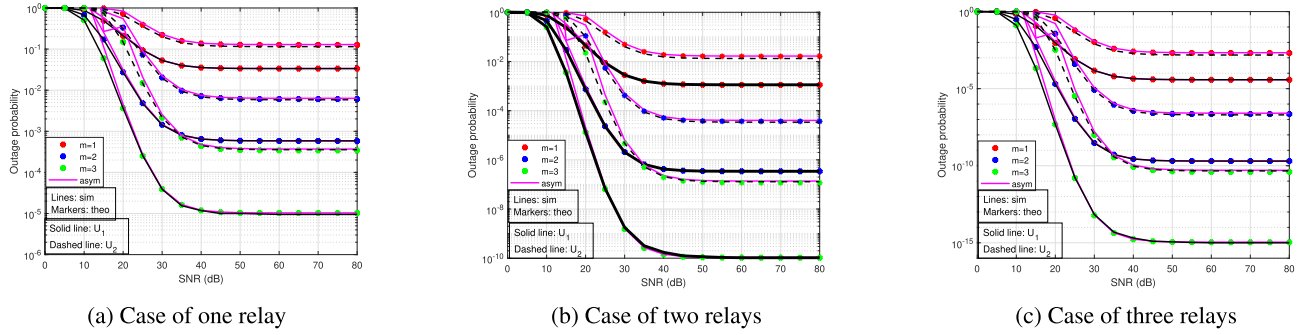 Outage probability
10^0
10^-1
10^-2
10^-3
10^-4
10^-5
10^-6
m=1
m=2
m=3
asym
Lines: sim
Markers: theo
Solid line: U_1
Dashed line: U_2
0 10 20 30 40 50 60 70 80
SNR (dB)
(a) Case of one relay
Outage probability
10^0
10^-2
10^-4
10^-6
10^-8
10^-10
m=1
m=2
m=3
asym
Lines: sim
Markers: theo
Solid line: U_1
Dashed line: U_2
0 10 20 30 40 50 60 70 80
SNR (dB)
(b) Case of two relays
Outage probability
10^0
10^-5
10^-10
10^-15
m=1
m=2
m=3
asym
Lines: sim
Markers: theo
Solid line: U_1
Dashed line: U_2
0 10 20 30 40 50 60 70 80
SNR (dB)
(c) Case of three relays